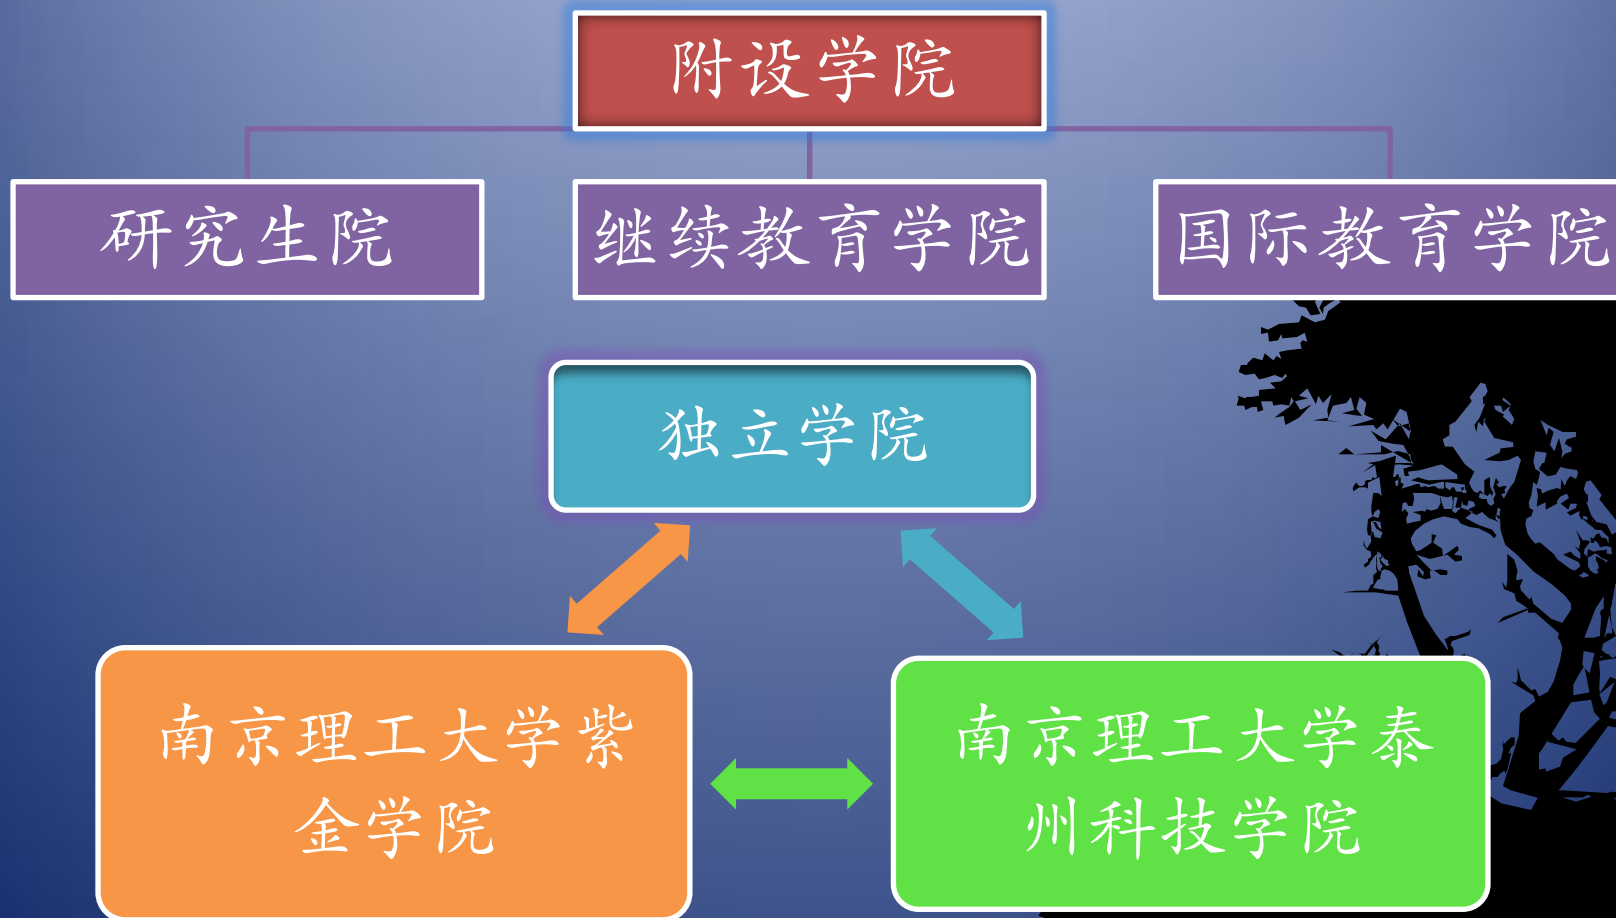 附设学院
研究生院
继续教育学院
国际教育学院
独立学院
南京理工大学紫
金学院
南京理工大学泰
州科技学院